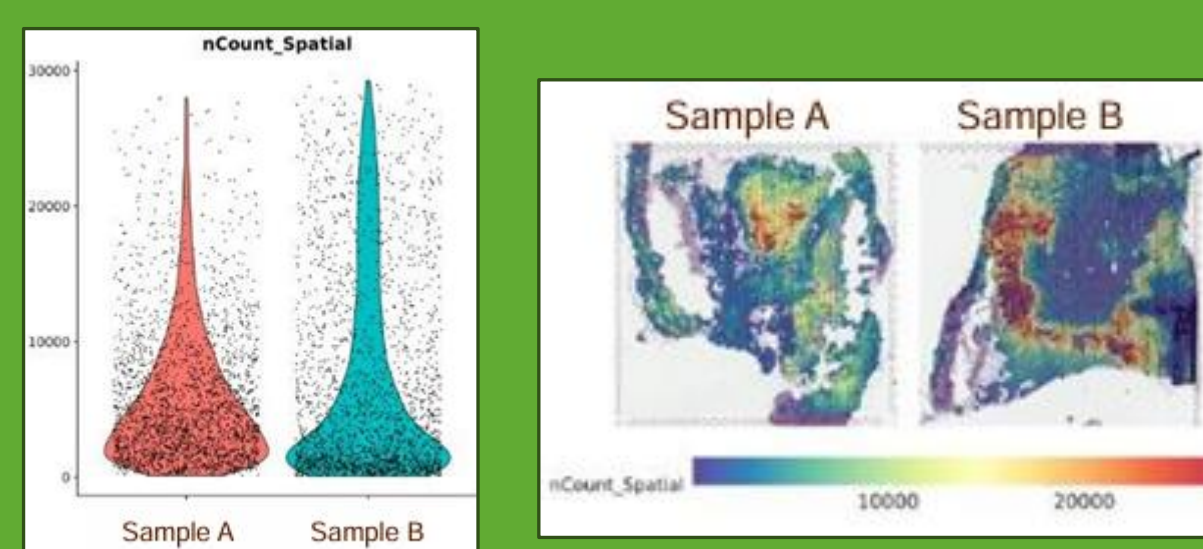 nCount_Spatial
30000
20000
10000
0
Sample A Sample B
Sample A Sample B
nCount_Spatial
10000 20000